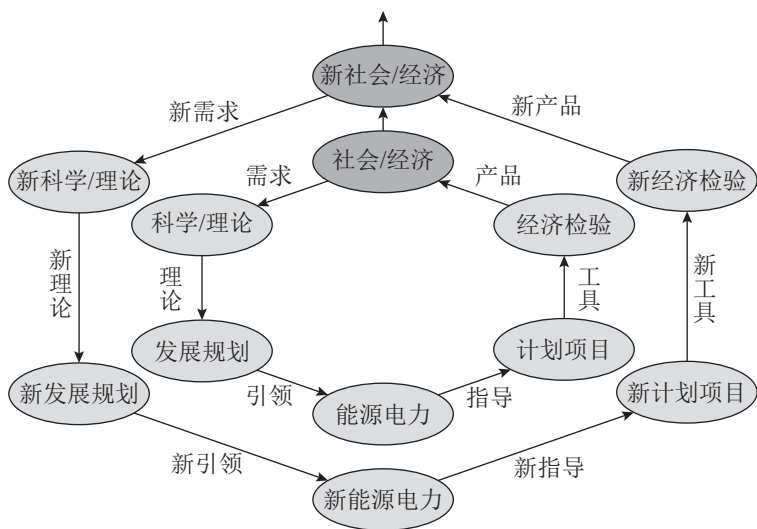 新社会/经济
新需求
新产品
社会/经济
新科学/理论
需求
产品
新经济检验
科学/理论
经济检验
新理论
理论
工具
新工具
发展规划
计划项目
新发展规划
引领
能源电力
指导
新计划项目
新引领
新指导
新能源电力